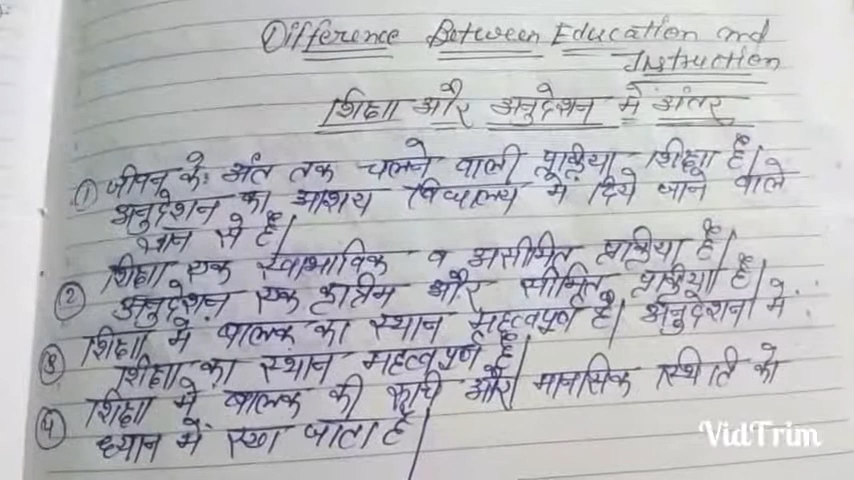 Difference Between Education and
Instruction
शिक्षा और अनुदेशन में अंतर
① जीवन के अंत तक चलने वाली प्रक्रिया शिक्षा है।
अनुदेशन का आशय विद्यालय में दिये जाने वाले
ज्ञान से है।
② शिक्षा एक स्वाभाविक व असीमित प्रक्रिया है।
अनुदेशन एक कृत्रिम और सीमित प्रक्रिया है।
③ शिक्षा में बालक का स्थान महत्वपूर्ण है। अनुदेशन में
शिक्षा का स्थान महत्वपूर्ण है।
④ शिक्षा में बालक की रूचि और मानसिक स्थिति को
ध्यान में रखा जाता है।
VidTrim